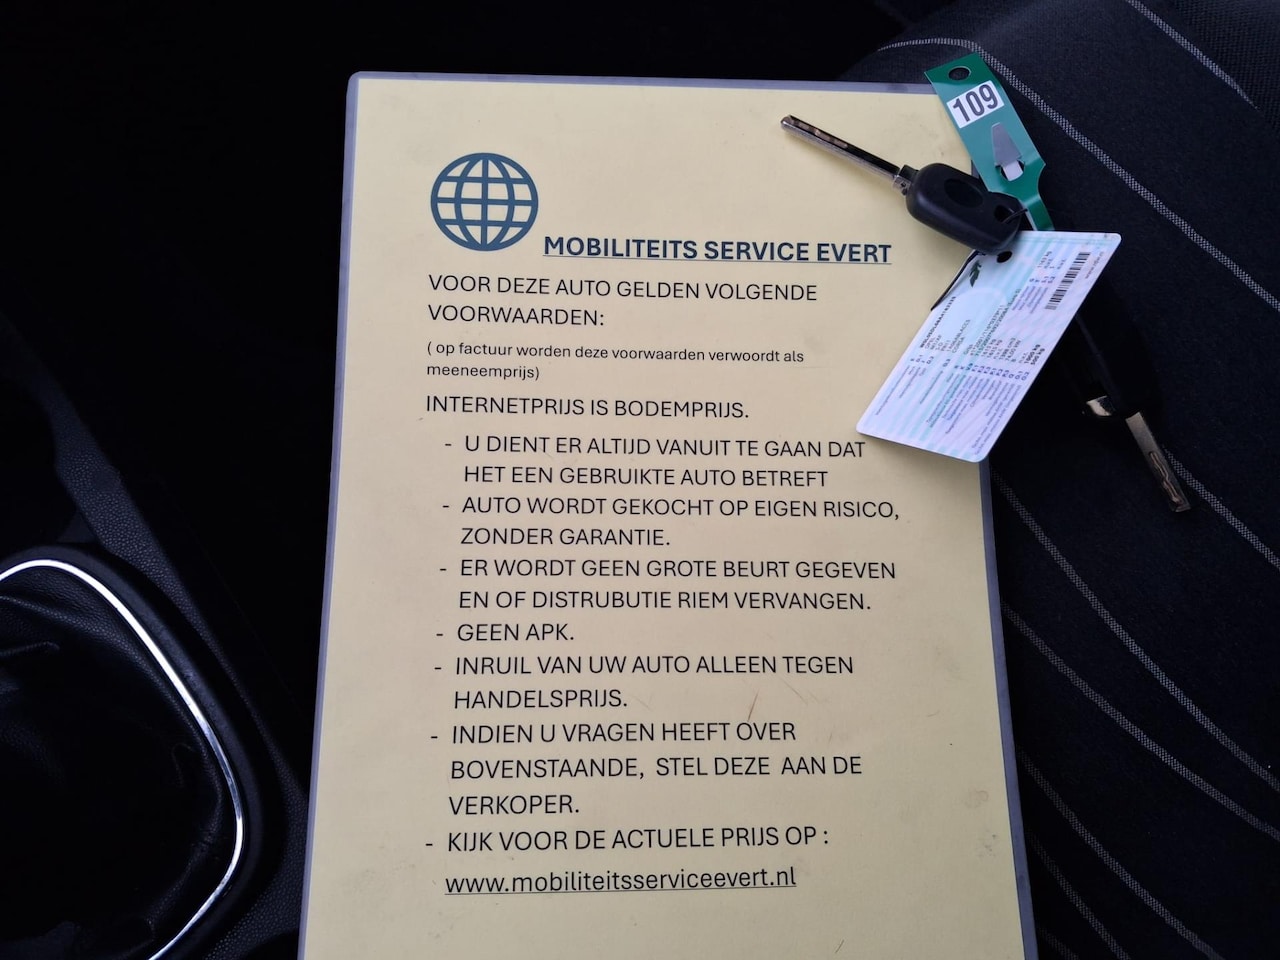 109
MOBILITEITS SERVICE EVERT
VOOR DEZE AUTO GELDEN VOLGENDE
VOORWAARDEN:
( op factuur worden deze voorwaarden verwoordt als
meeneemprijs)
INTERNETPRIJS IS BODEMPRIJS.
- U DIENT ER ALTIJD VANUIT TE GAAN DAT
HET EEN GEBRUIKTE AUTO BETREFT
- AUTO WORDT GEKOCHT OP EIGEN RISICO,
ZONDER GARANTIE.
- ER WORDT GEEN GROTE BEURT GEGEVEN
EN OF DISTRUBUTIE RIEM VERVANGEN.
- GEEN APK.
- INRUIL VAN UW AUTO ALLEEN TEGEN
HANDELSPRIJS.
- INDIEN U VRAGEN HEEFT OVER
BOVENSTAANDE, STEL DEZE AAN DE
VERKOPER.
- KIJK VOOR DE ACTUELE PRIJS OP :
www.mobiliteitsserviceevert.nl